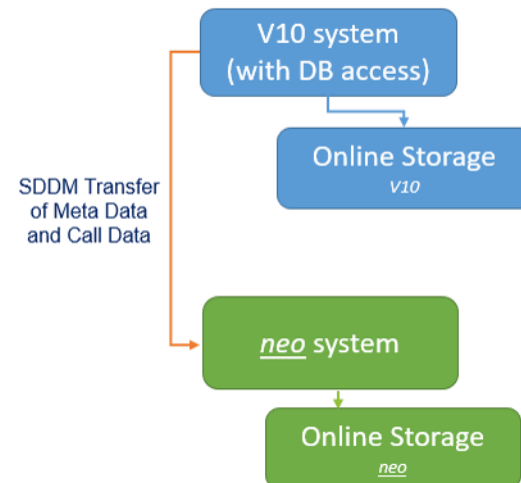 V10 system
(with DB access)
Online Storage
V10
SDDM Transfer
of Meta Data
and Call Data
neo system
Online Storage
neo